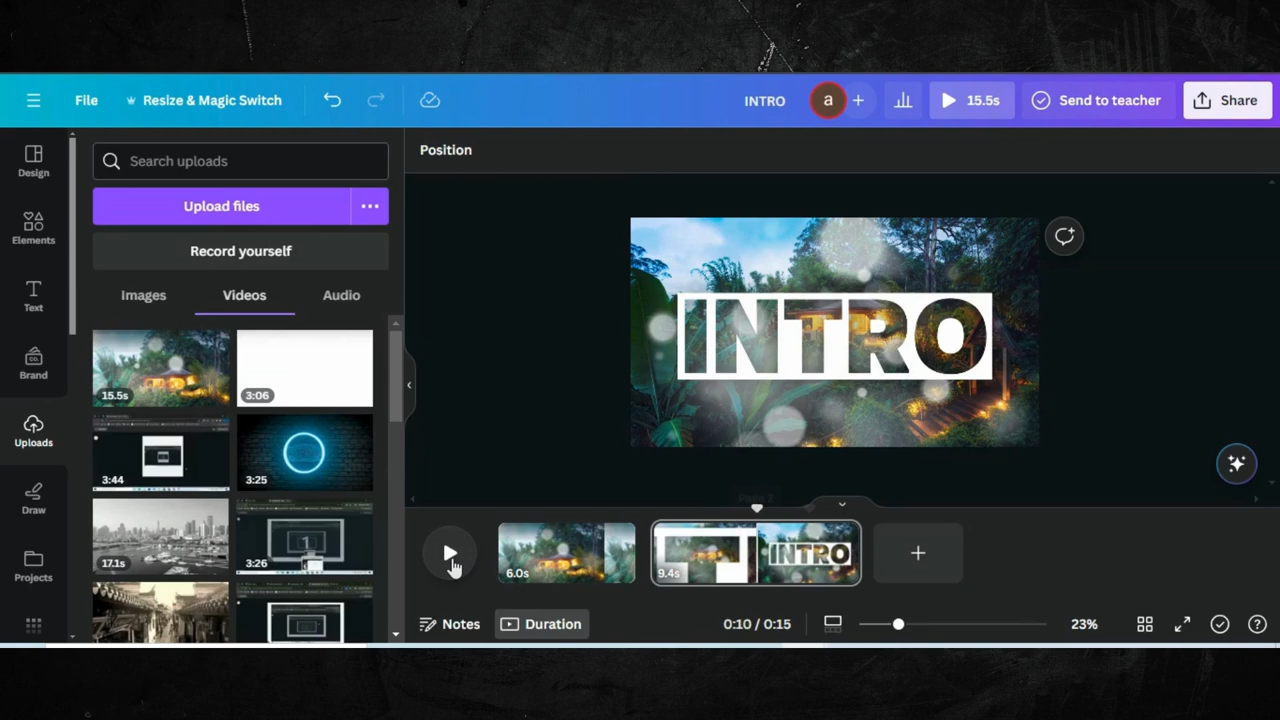 File
Resize & Magic Switch
INTRO
a
15.5s
Send to teacher
Share
Design
Elements
Text
Brand
Uploads
Draw
Projects
Search uploads
Upload files
Record yourself
Images
Videos
Audio
15.5s
3:06
3:44
3:25
17.1s
3:26
Position
INTRO
6.0s
9.4s
INTRO
Notes
Duration
0:10 / 0:15
23%